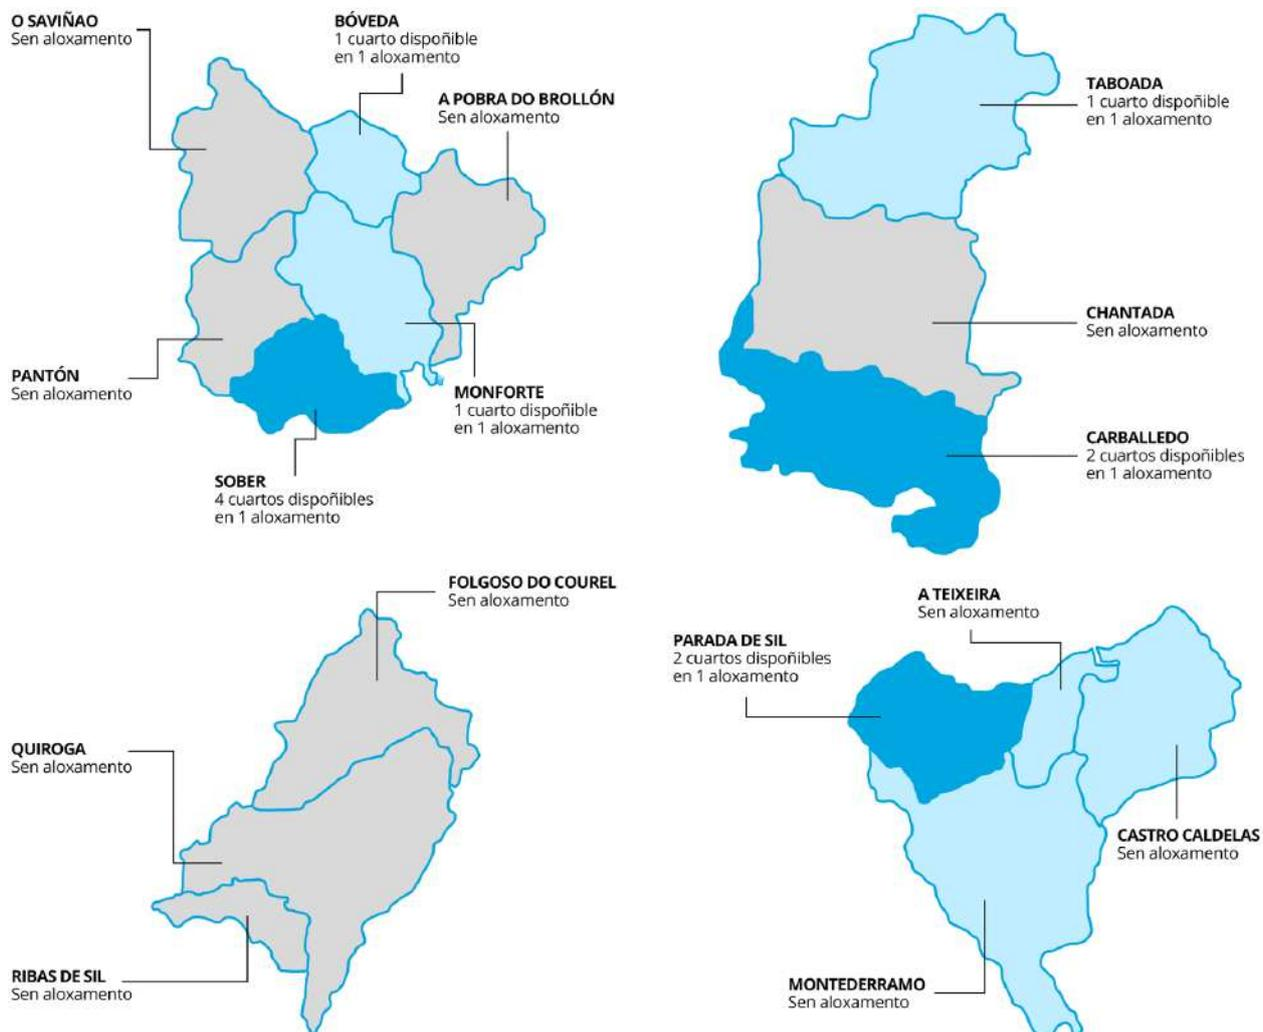 O SAVIÑAO
Sen aloxamento
BÓVEDA
1 cuarto dispoñible
en 1 aloxamento
A POBRA DO BROLLÓN
Sen aloxamento
PANTÓN
Sen aloxamento
MONFORTE
1 cuarto dispoñible
en 1 aloxamento
SOBER
4 cuartos dispoñibles
en 1 aloxamento
TABOADA
1 cuarto dispoñible
en 1 aloxamento
CHANTADA
Sen aloxamento
CARBALLEDO
2 cuartos dispoñibles
en 1 aloxamento
FOLGOSO DO COUREL
Sen aloxamento
QUIROGA
Sen aloxamento
RIBAS DE SIL
Sen aloxamento
A TEIXEIRA
Sen aloxamento
PARADA DE SIL
2 cuartos dispoñibles
en 1 aloxamento
CASTRO CALDELAS
Sen aloxamento
MONTEDERRAMO
Sen aloxamento